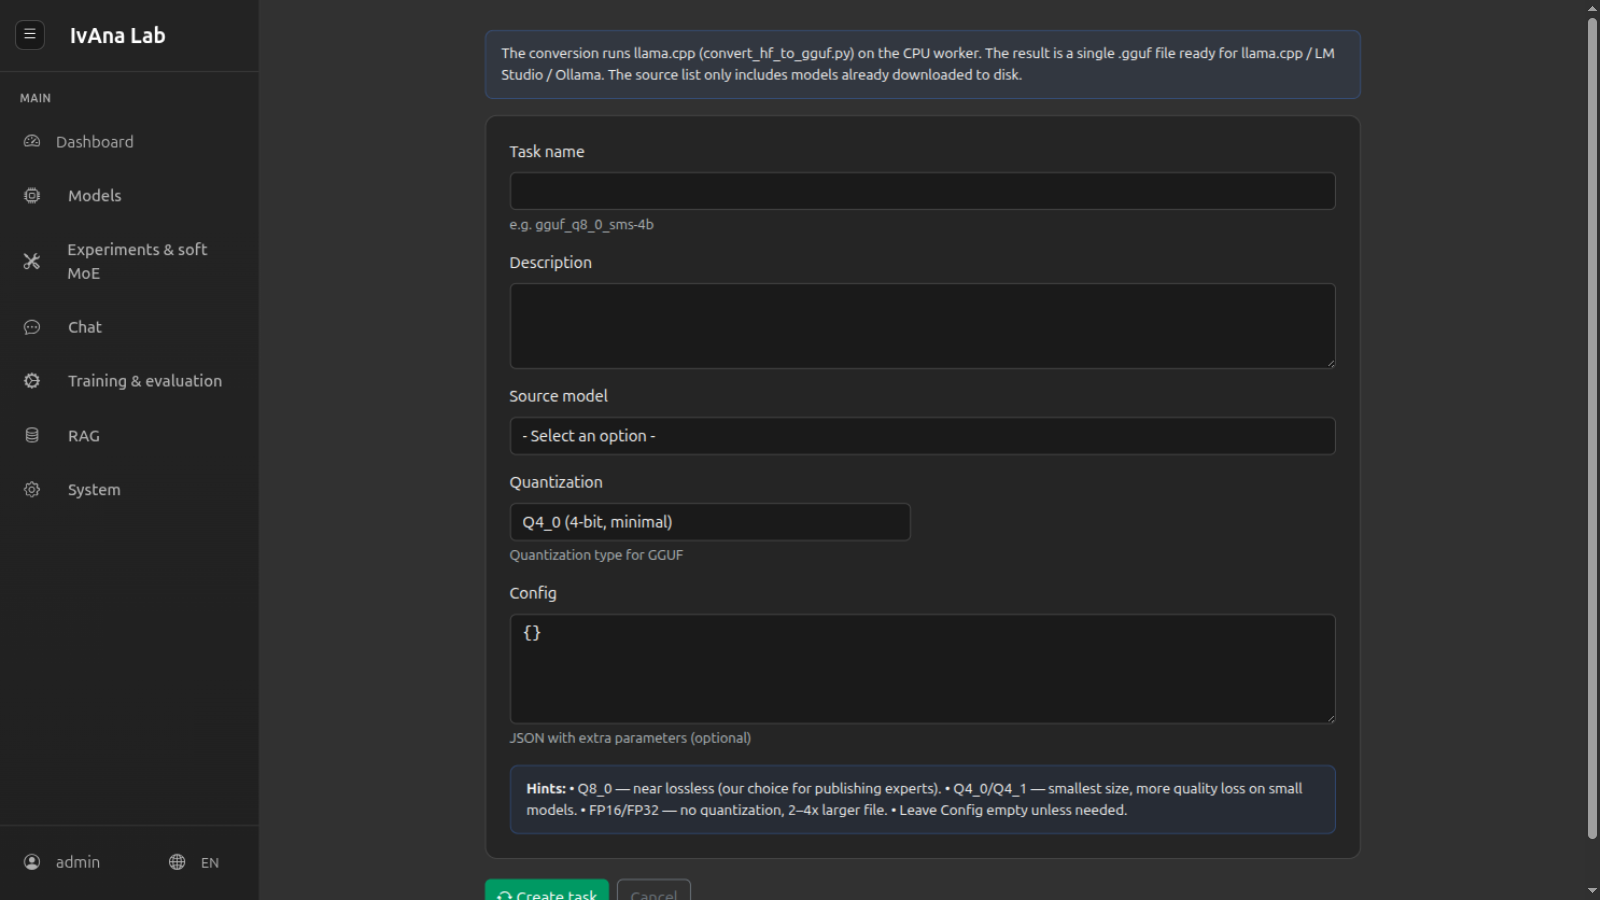 IvAna Lab
MAIN
Dashboard
Models
Experiments & soft
MoE
Chat
Training & evaluation
RAG
System
admin
EN
The conversion runs llama.cpp (convert_hf_to_gguf.py) on the CPU worker. The result is a single .gguf file ready for llama.cpp / LM
Studio / Ollama. The source list only includes models already downloaded to disk.
Task name
e.g. gguf_q8_0_sms-4b
Description
Source model
- Select an option -
Quantization
Q4_0 (4-bit, minimal)
Quantization type for GGUF
Config
{}
JSON with extra parameters (optional)
Hints: • Q8_0 — near lossless (our choice for publishing experts). • Q4_0/Q4_1 — smallest size, more quality loss on small
models. • FP16/FP32 — no quantization, 2–4x larger file. • Leave Config empty unless needed.
Create task
Cancel